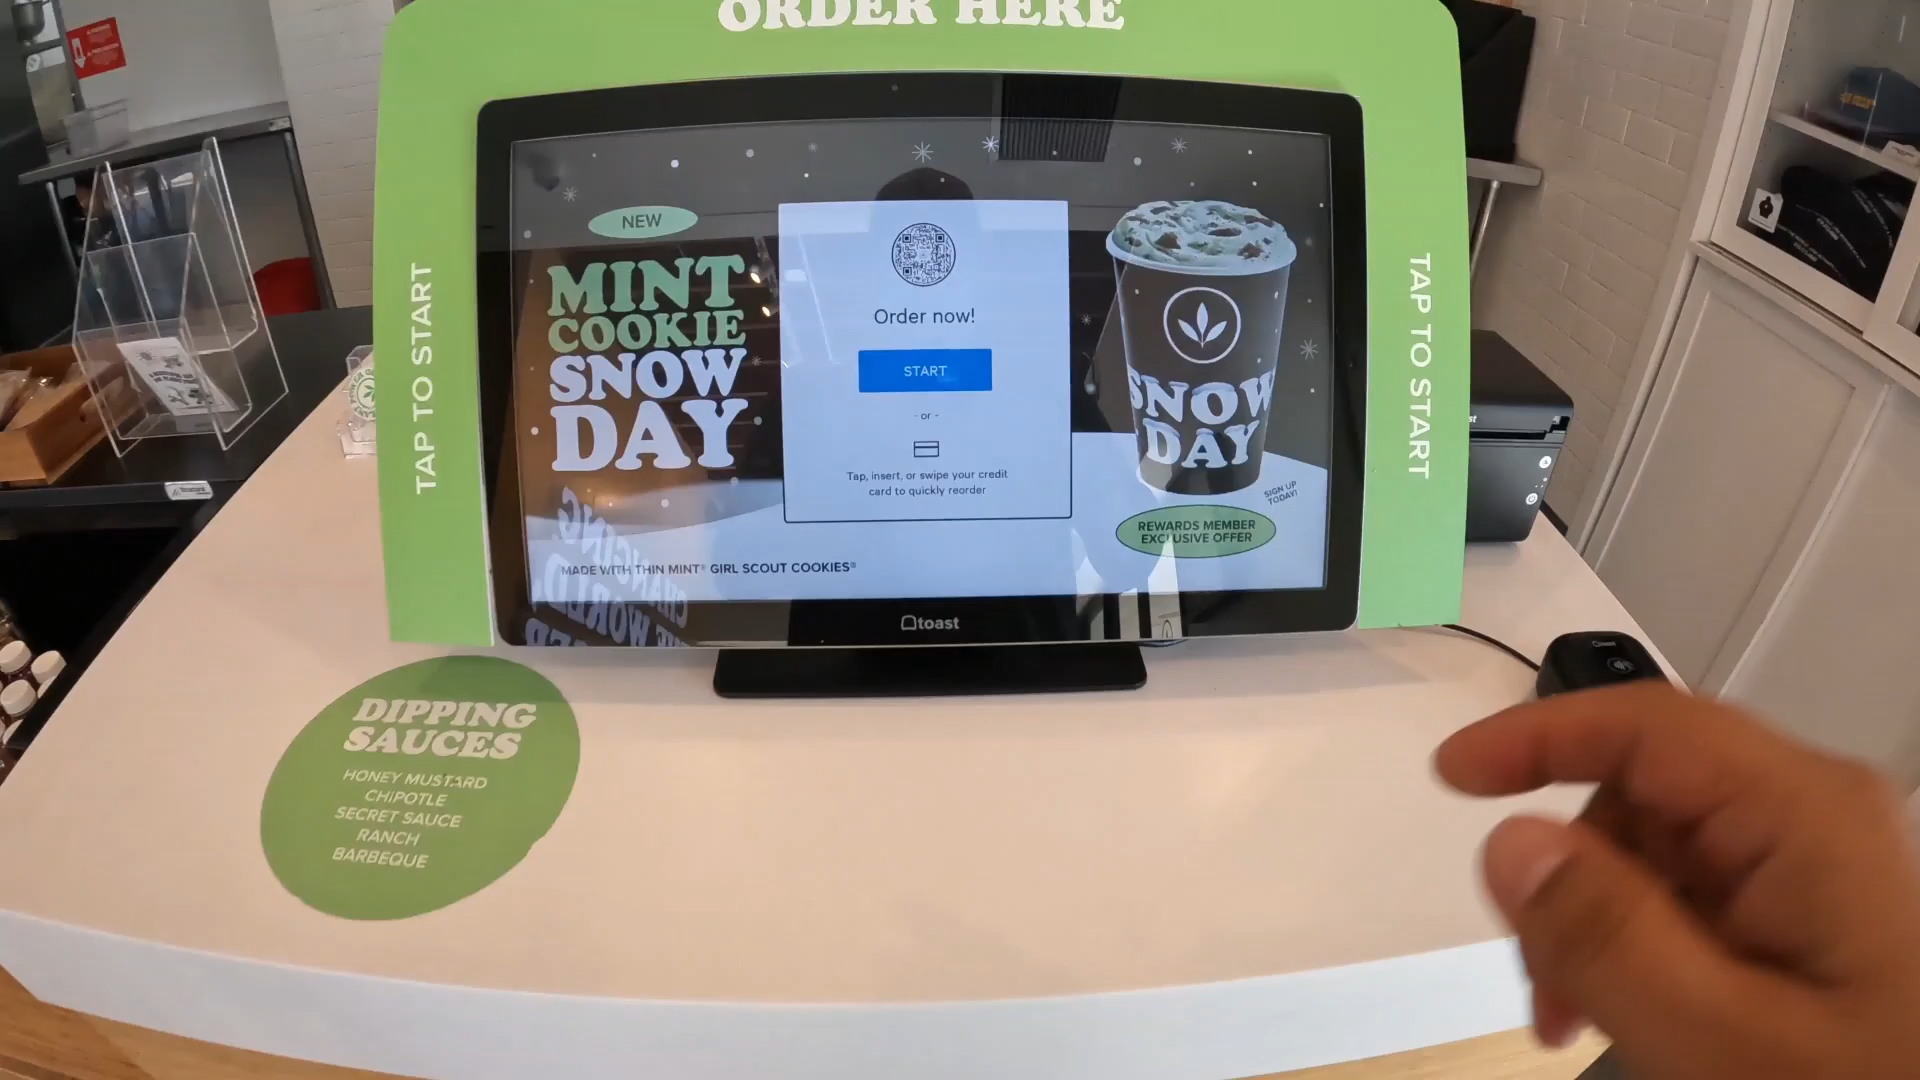 ORDER HERE
TAP TO START
NEW
MINT
COOKIE
SNOW
DAY
MADE WITH THIN MINT® GIRL SCOUT COOKIES®
Order now!
START
- or -
Tap, insert, or swipe your credit
card to quickly reorder
SNOW
DAY
SIGN UP
TODAY!
REWARDS MEMBER
EXCLUSIVE OFFER
TAP TO START
toast
DIPPING
SAUCES
HONEY MUSTARD
CHIPOTLE
SECRET SAUCE
RANCH
BARBEQUE